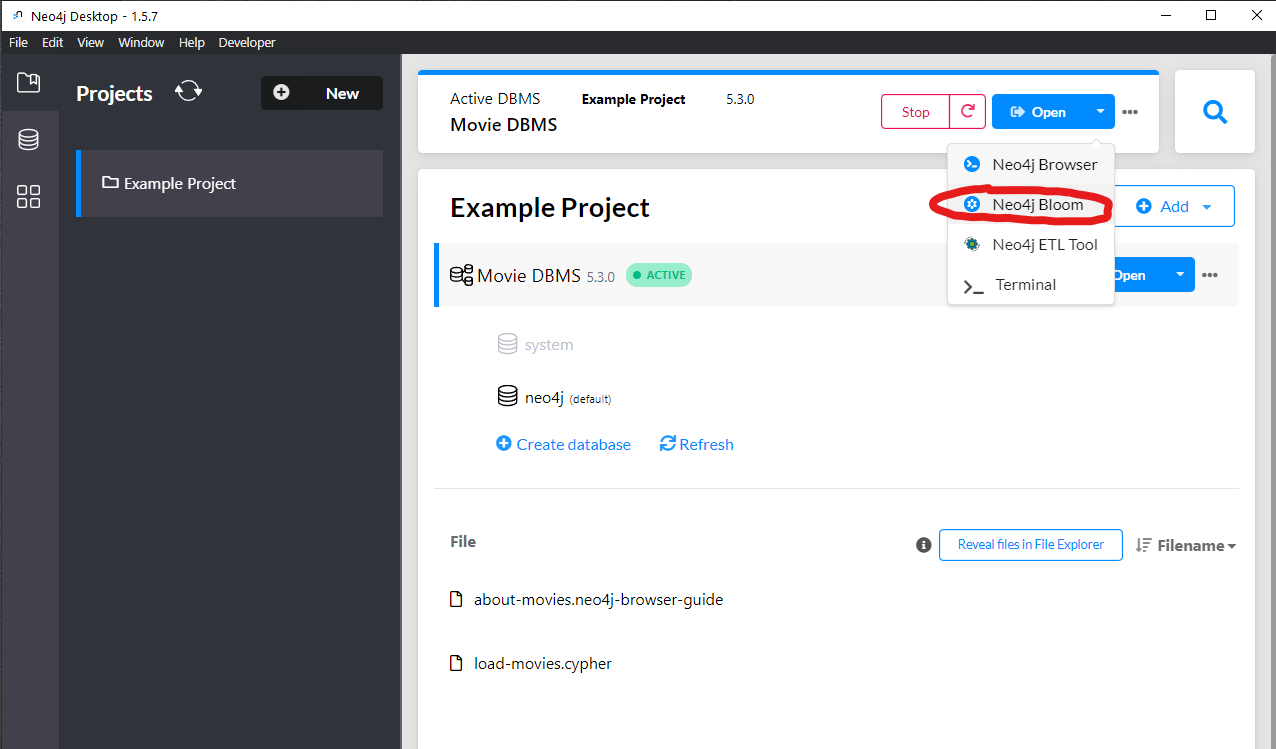 Neo4j Desktop - 1.5.7
File Edit View Window Help Developer
Projects
New
Example Project
Active DBMS Example Project 5.3.0
Movie DBMS
Stop
Open
Neo4j Browser
Neo4j Bloom
Neo4j ETL Tool
Terminal
Example Project
Add
Movie DBMS 5.3.0 ACTIVE
Open
system
neo4j (default)
Create database Refresh
File
Reveal files in File Explorer Filename
about-movies.neo4j-browser-guide
load-movies.cypher